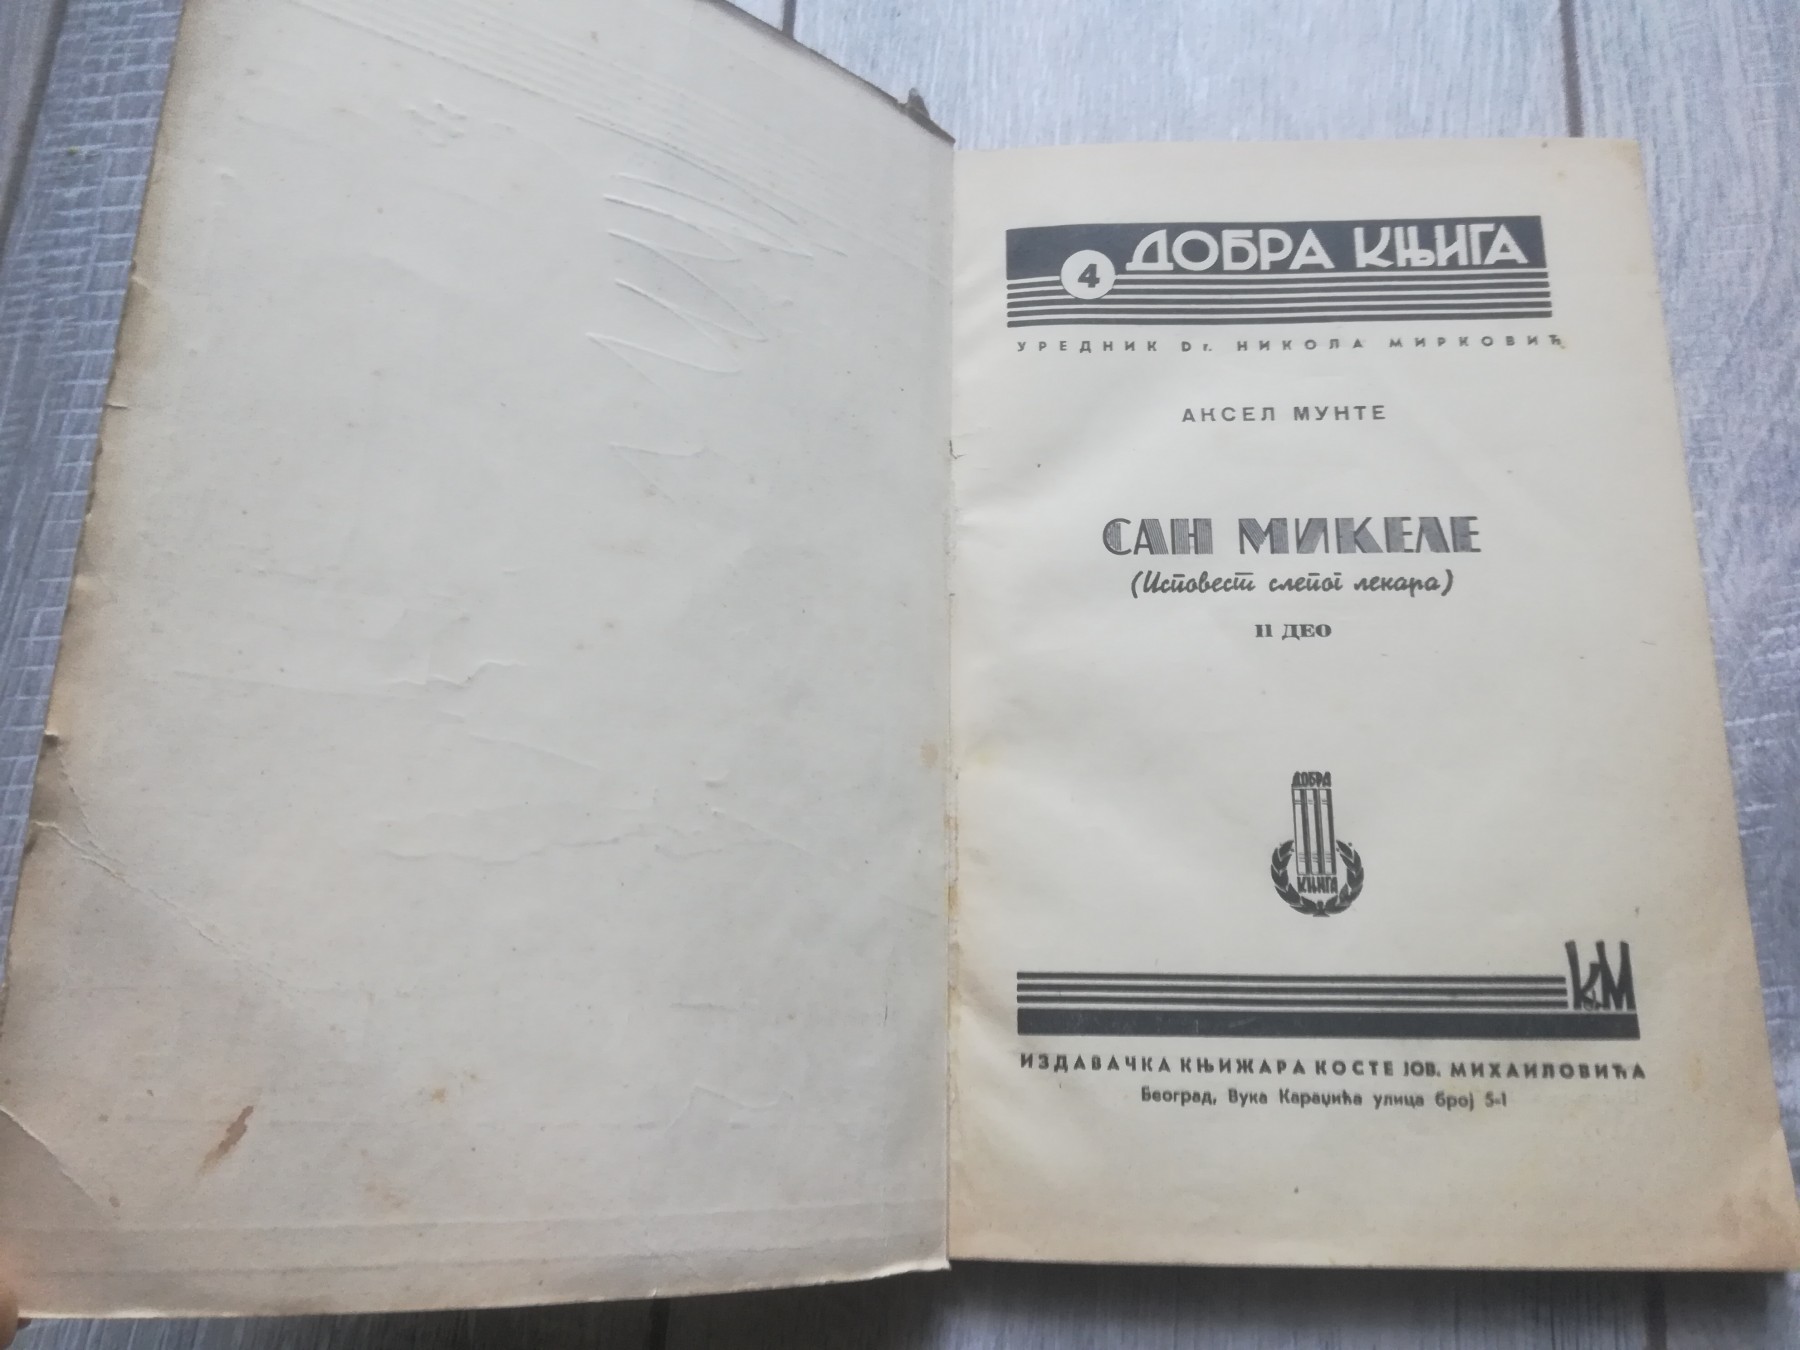 ДОБРА КЊИГА
4
УРЕДНИК Dr. НИКОЛА МИРКОВИЋ
АКСЕЛ МУНТЕ
САН МИКЕЛЕ
(Исповест слепог лекара)
II ДЕО
ДОБРА
КЊИГА
КЈМ
ИЗДАВАЧКА КЊИЖАРА КОСТЕ ЈОВ. МИХАИЛОВИЋА
Београд, Вука Караџића улица број 5-I